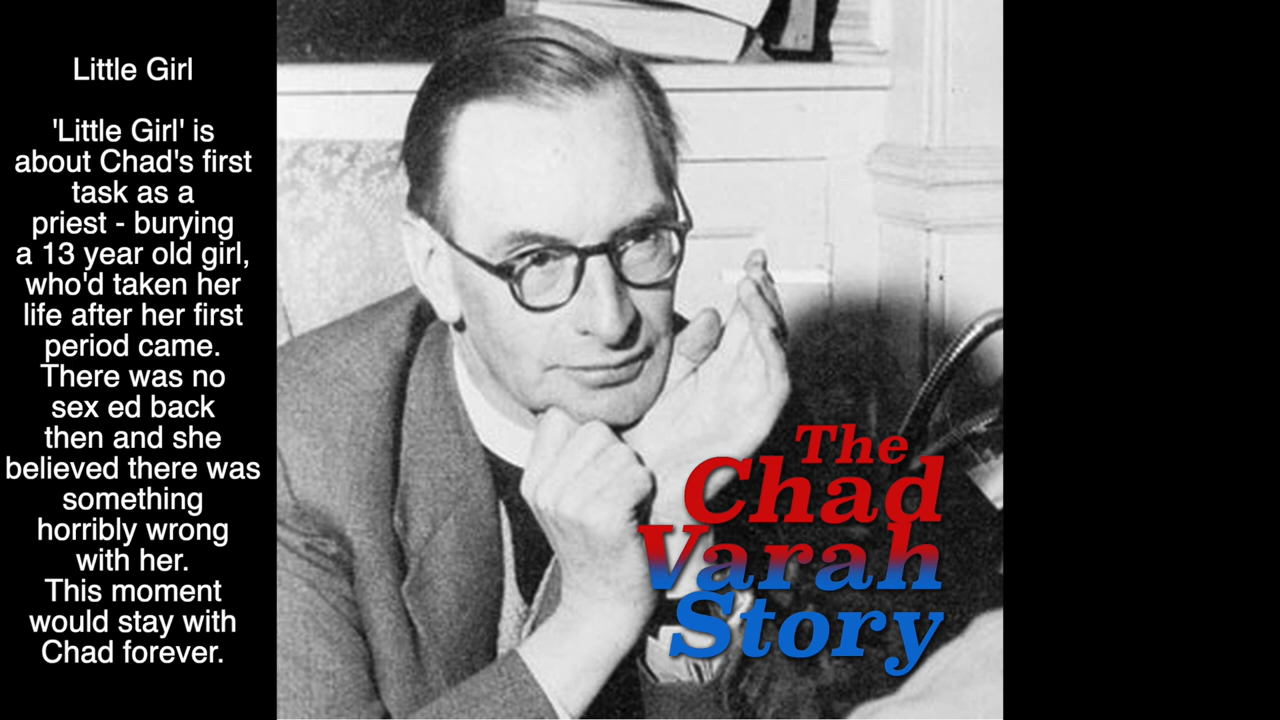 Little Girl
'Little Girl' is
about Chad's first
task as a
priest - burying
a 13 year old girl,
who'd taken her
life after her first
period came.
There was no
sex ed back
then and she
believed there was
something
horribly wrong
with her.
This moment
would stay with
Chad forever.
The
Chad
Varah
Story